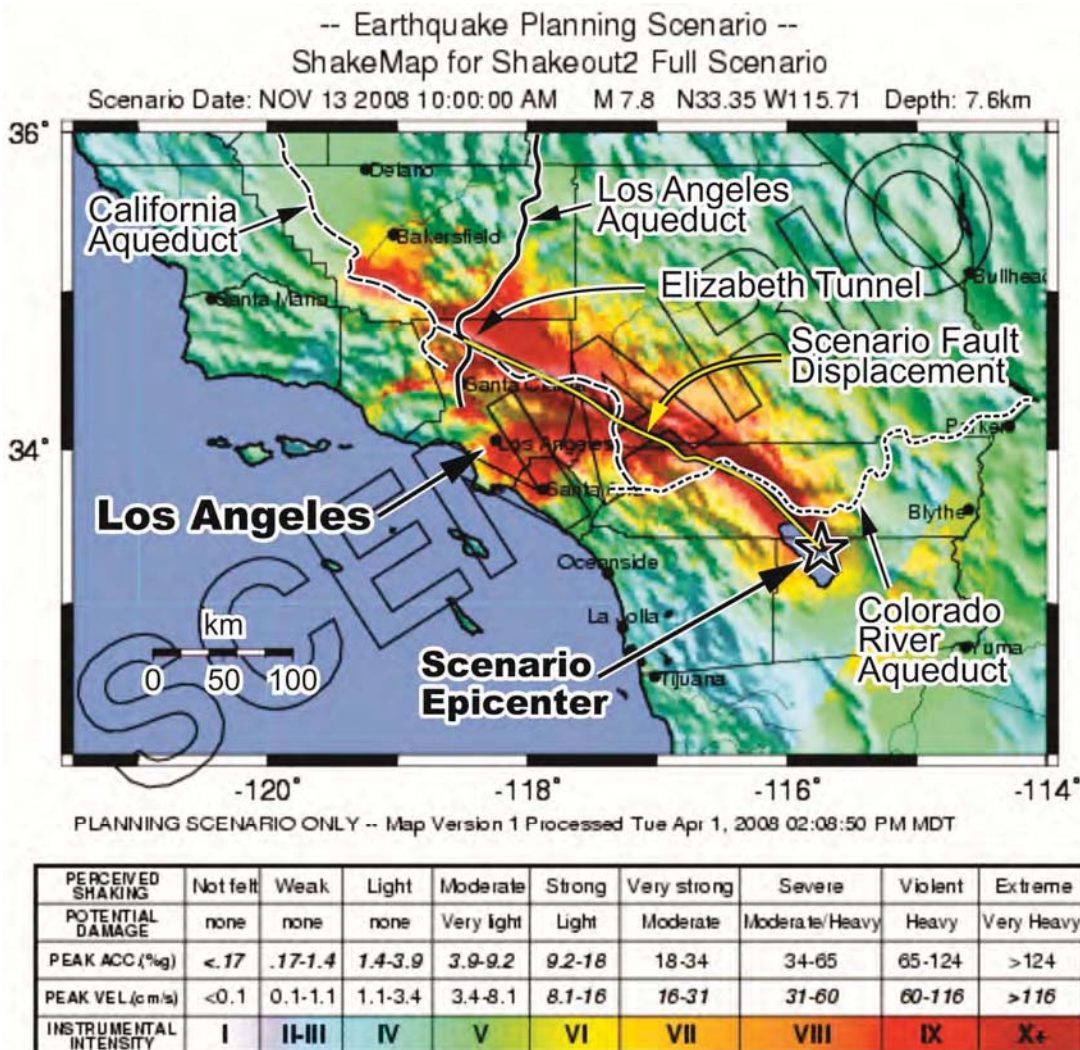 -- Earthquake Planning Scenario --
ShakeMap for Shakeout2 Full Scenario
Scenario Date: NOV 13 2008 10:00:00 AM M 7.8 N33.35 W115.71 Depth: 7.6km
36°
34°
-120°
-118°
-116°
-114°
California
Aqueduct
Delano
Bakersfield
Los Angeles
Aqueduct
Santa Maria
Elizabeth Tunnel
Bullhead
Scenario Fault
Displacement
Santa Cl
Los Angeles
Parker
Santa Ana
Los Angeles
Blythe
Oceanside
La Jolla
Colorado
River
Aqueduct
Yuma
Scenario
Epicenter
Tijuana
km
0 50 100
PLANNING SCENARIO ONLY -- Map Version 1 Processed Tue Apr 1, 2008 02:08:50 PM MDT
PERCEIVED SHAKING Not felt Weak Light Moderate Strong Very strong Severe Violent Extreme
POTENTIAL DAMAGE none none none Very light Light Moderate Moderate/Heavy Heavy Very Heavy
PEAK ACC.(%g) <.17 .17-1.4 1.4-3.9 3.9-9.2 9.2-18 18-34 34-65 65-124 >124
PEAK VEL.(cm/s) <0.1 0.1-1.1 1.1-3.4 3.4-8.1 8.1-16 16-31 31-60 60-116 >116
INSTRUMENTAL INTENSITY I II-III IV V VI VII VIII IX X+